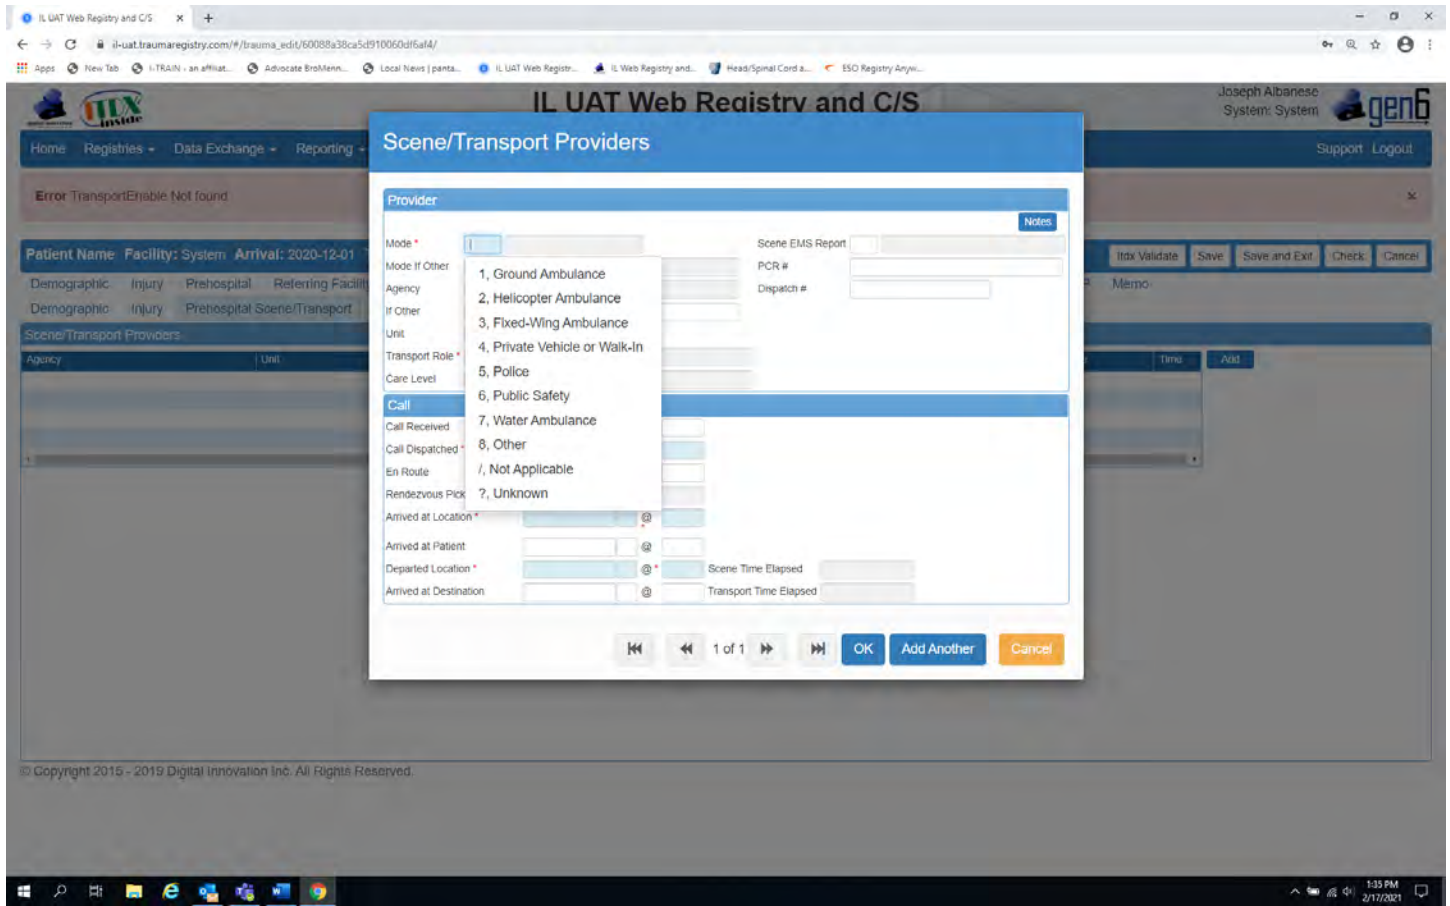 IL UAT Web Registry and C/S
il-uat.traumaregistry.com/#/trauma_edit/60088a38ca5d910060df6af4/
Apps New Tab I-TRAIN - an affiliat... Advocate BroMenn... Local News | panta... IL UAT Web Registr... IL Web Registry and... Head/Spinal Cord a... ESO Registry Anyw...
ITDX inside
IL UAT Web Registry and C/S
Joseph Albanese
System: System
gen6
Home Registries Data Exchange Reporting Support Logout
Error TransportEnable Not found
Patient Name Facility: System Arrival: 2020-12-01
Itdx Validate Save Save and Exit Check Cancel
Demographic Injury Prehospital Referring Facili Memo
Demographic Injury Prehospital Scene/Transport
Scene/Transport Providers
Agency Unit Time Add
Scene/Transport Providers
Provider
Notes
Mode * Scene EMS Report
Mode If Other PCR #
Agency Dispatch #
If Other
Unit
Transport Role *
Care Level
1, Ground Ambulance
2, Helicopter Ambulance
3, Fixed-Wing Ambulance
4, Private Vehicle or Walk-In
5, Police
6, Public Safety
7, Water Ambulance
8, Other
/, Not Applicable
?, Unknown
Call
Call Received
Call Dispatched *
En Route
Rendezvous Pick
Arrived at Location * @ *
Arrived at Patient @
Departed Location * @ * Scene Time Elapsed
Arrived at Destination @ Transport Time Elapsed
1 of 1 OK Add Another Cancel
© Copyright 2015 - 2019 Digital Innovation Inc. All Rights Reserved.
1:35 PM
2/17/2021